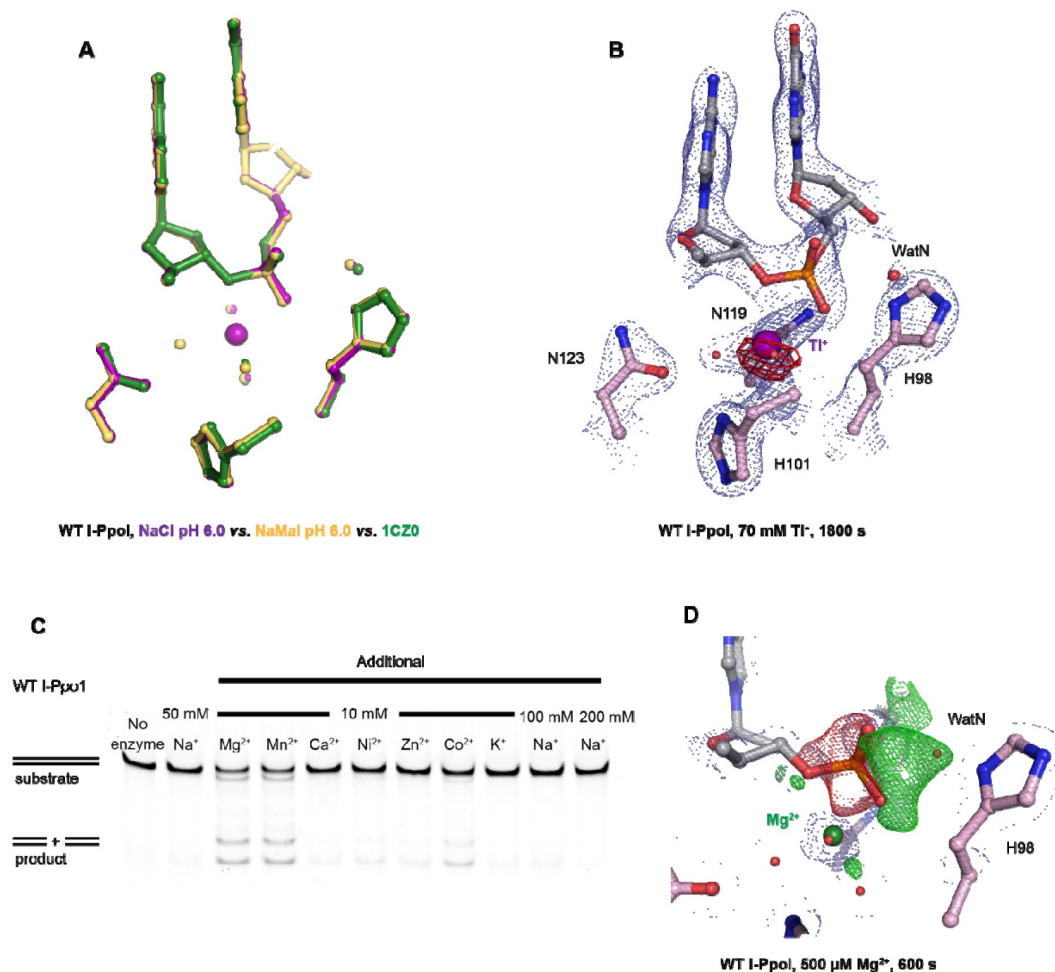 A
B
WatN
N119
Tl⁺
N123
H98
H101
WT I-PpoI, NaCl pH 6.0 vs. NaMal pH 6.0 vs. 1CZ0
WT I-PpoI, 70 mM Tl⁺, 1800 s
C
D
Additional
WT I-Ppo1
No enzyme
50 mM
10 mM
100 mM
200 mM
Na⁺ Mg²⁺ Mn²⁺ Ca²⁺ Ni²⁺ Zn²⁺ Co²⁺ K⁺ Na⁺ Na⁺
substrate
+
product
WatN
Mg²⁺
H98
WT I-PpoI, 500 µM Mg²⁺, 600 s